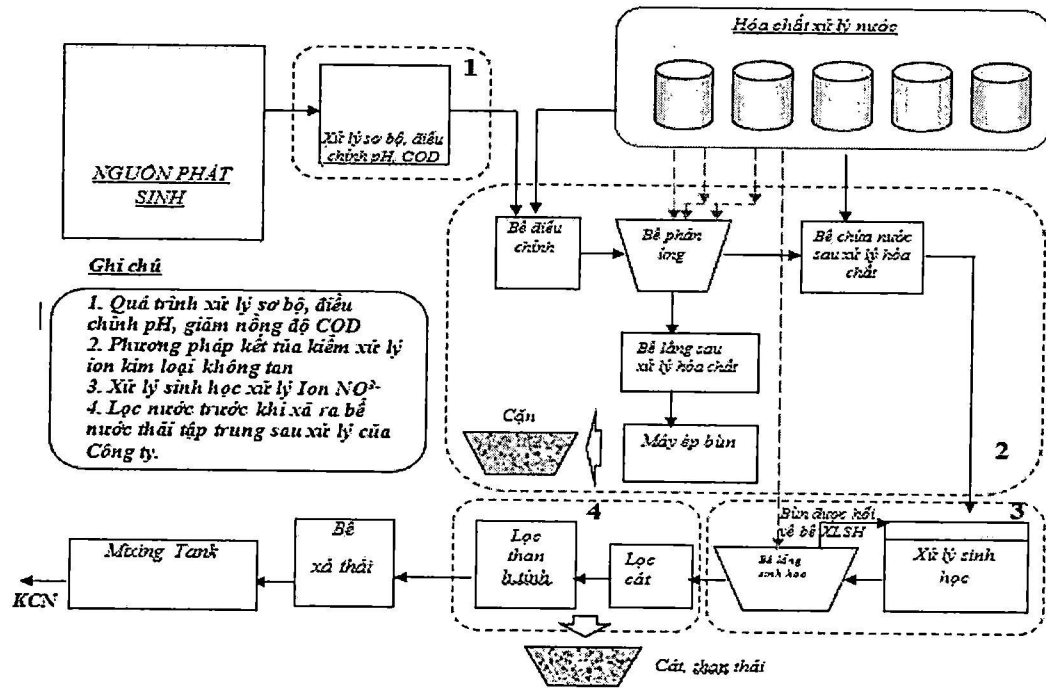 Hóa chất xử lý nước
1
Xử lý sơ bộ, điều
chỉnh pH, COD
NGUỒN PHÁT
SINH
Bể điều
chỉnh
Bể phản
ứng
Bể chứa nước
sau xử lý hóa
chất
Ghi chú
1. Quá trình xử lý sơ bộ, điều
chỉnh pH, giảm nồng độ COD
2. Phương pháp kết tủa kiềm xử lý
ion kim loại không tan
3. Xử lý sinh học xử lý Ion NO³⁻
4. Lọc nước trước khi xả ra bể
nước thải tập trung sau xử lý của
Công ty.
Bể lắng sau
xử lý hóa chất
Cặn
Máy ép bùn
2
Bùn được hồi
về bể XLSH
3
4
Mixing Tank
Bể
xả thải
Lọc
than
h.tính
Lọc
cát
Bể lắng
sinh học
Xử lý sinh
học
KCN
Cát, than thải